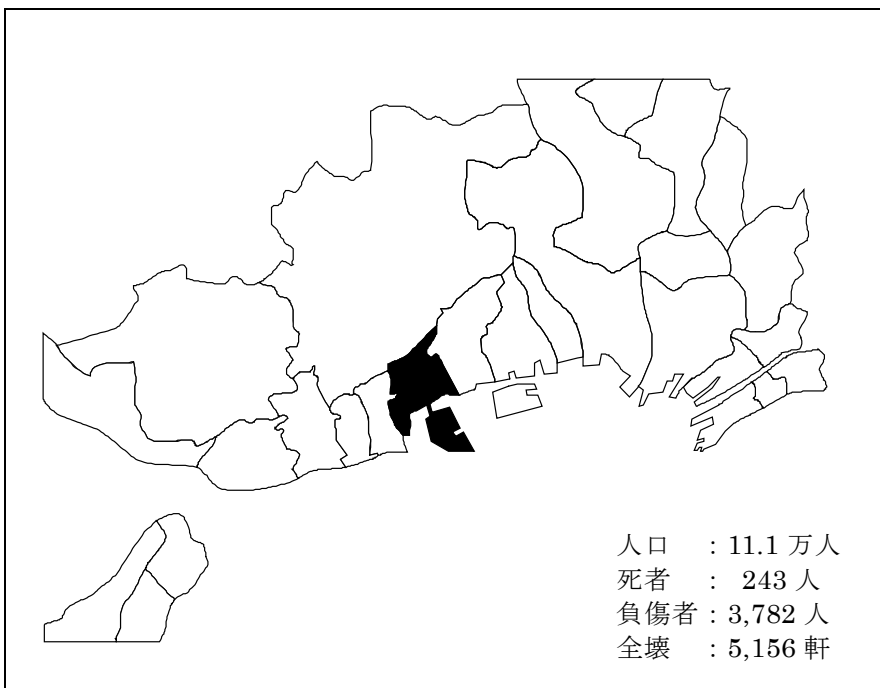 人口　：11.1 万人
死者　： 243 人
負傷者：3,782 人
全壊　：5,156 軒